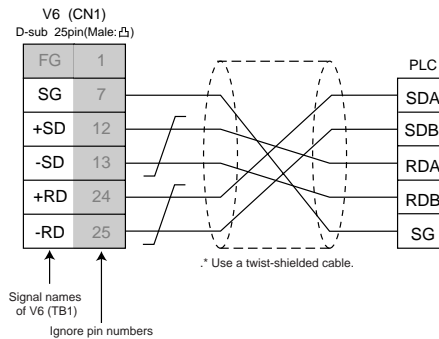 V6 (CN1)
D-sub 25pin(Male: 凸)
FG 1
SG 7
+SD 12
-SD 13
+RD 24
-RD 25
PLC
SDA
SDB
RDA
RDB
SG
.* Use a twist-shielded cable.
Signal names
of V6 (TB1)
Ignore pin numbers